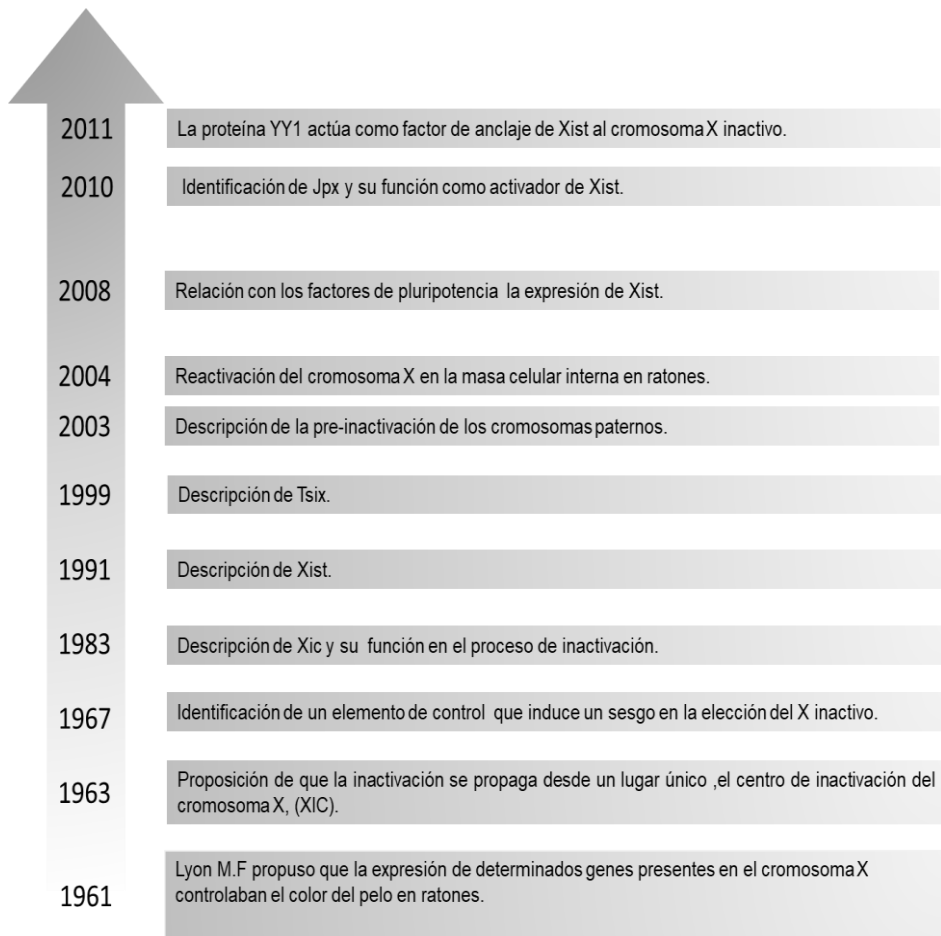 2011 La proteína YY1 actúa como factor de anclaje de Xist al cromosoma X inactivo.
2010 Identificación de Jpx y su función como activador de Xist.
2008 Relación con los factores de pluripotencia la expresión de Xist.
2004 Reactivación del cromosoma X en la masa celular interna en ratones.
2003 Descripción de la pre-inactivación de los cromosomas paternos.
1999 Descripción de Tsix.
1991 Descripción de Xist.
1983 Descripción de Xic y su función en el proceso de inactivación.
1967 Identificación de un elemento de control que induce un sesgo en la elección del X inactivo.
1963 Proposición de que la inactivación se propaga desde un lugar único ,el centro de inactivación del
cromosoma X, (XIC).
1961 Lyon M.F propuso que la expresión de determinados genes presentes en el cromosoma X
controlaban el color del pelo en ratones.